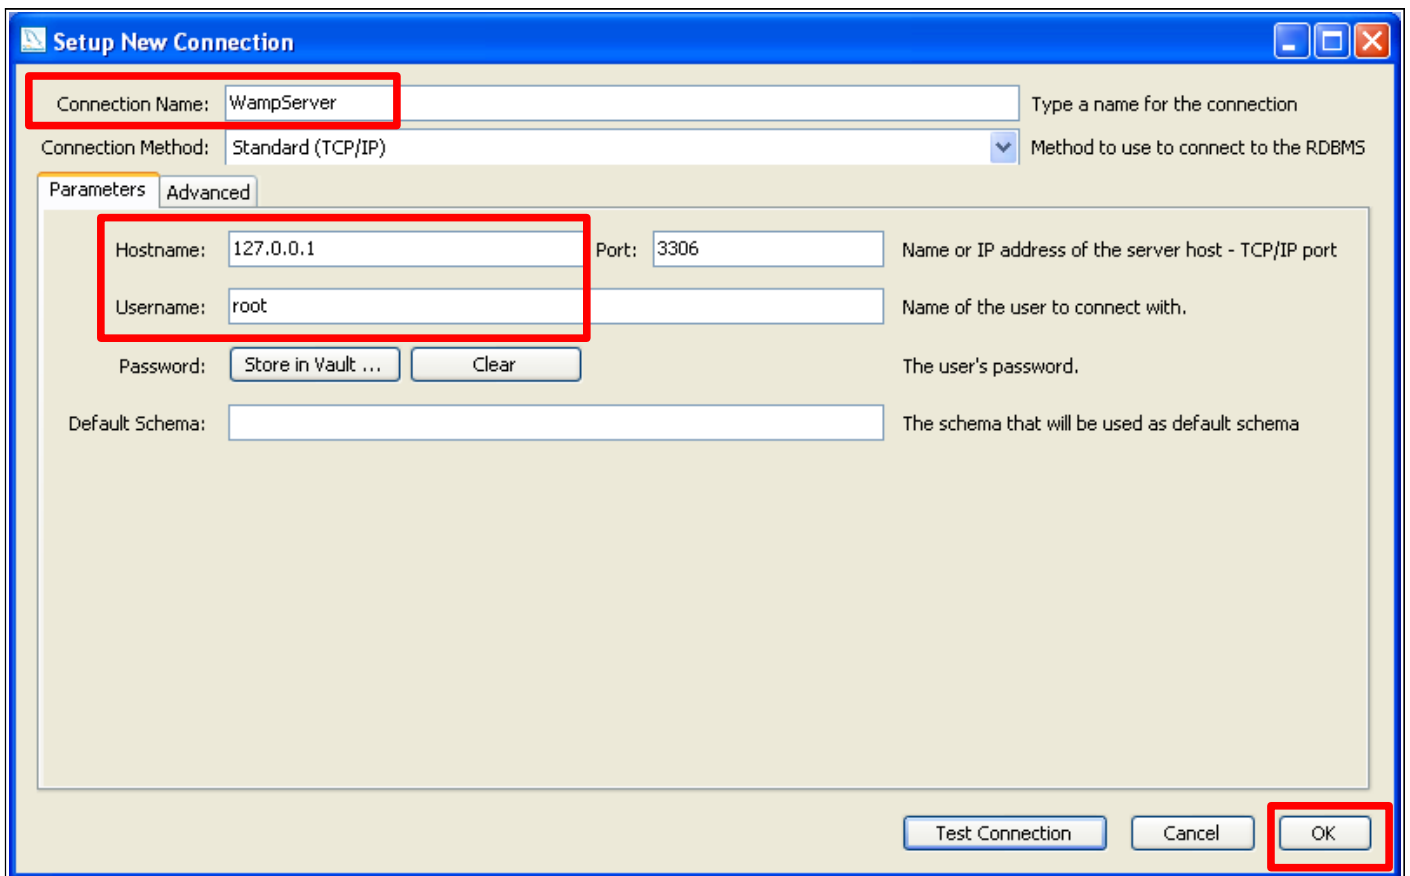 Setup New Connection
Connection Name: WampServer Type a name for the connection
Connection Method: Standard (TCP/IP) Method to use to connect to the RDBMS
Parameters Advanced
Hostname: 127.0.0.1 Port: 3306 Name or IP address of the server host - TCP/IP port
Username: root Name of the user to connect with.
Password: Store in Vault ... Clear The user's password.
Default Schema: The schema that will be used as default schema
Test Connection Cancel OK